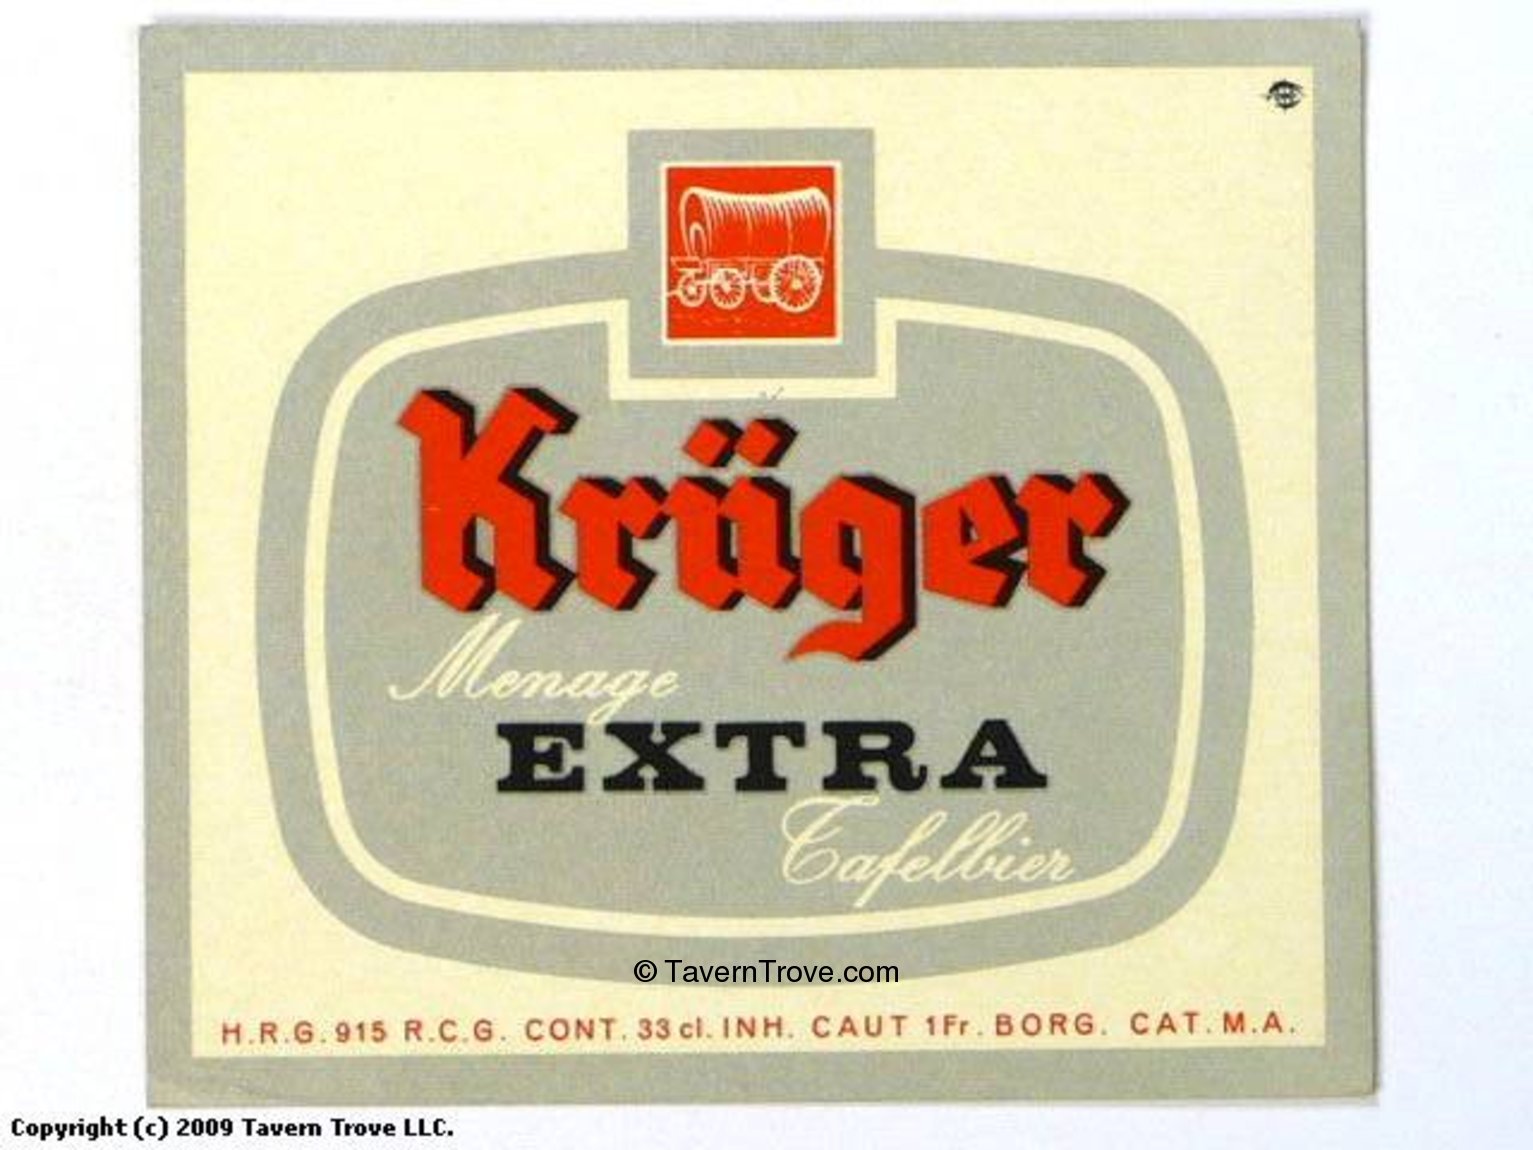 Krüger
Menage
EXTRA
Tafelbier
© TavernTrove.com
H.R.G. 915 R.C.G. CONT. 33 cl. INH. CAUT 1Fr. BORG. CAT. M.A.
Copyright (c) 2009 Tavern Trove LLC.